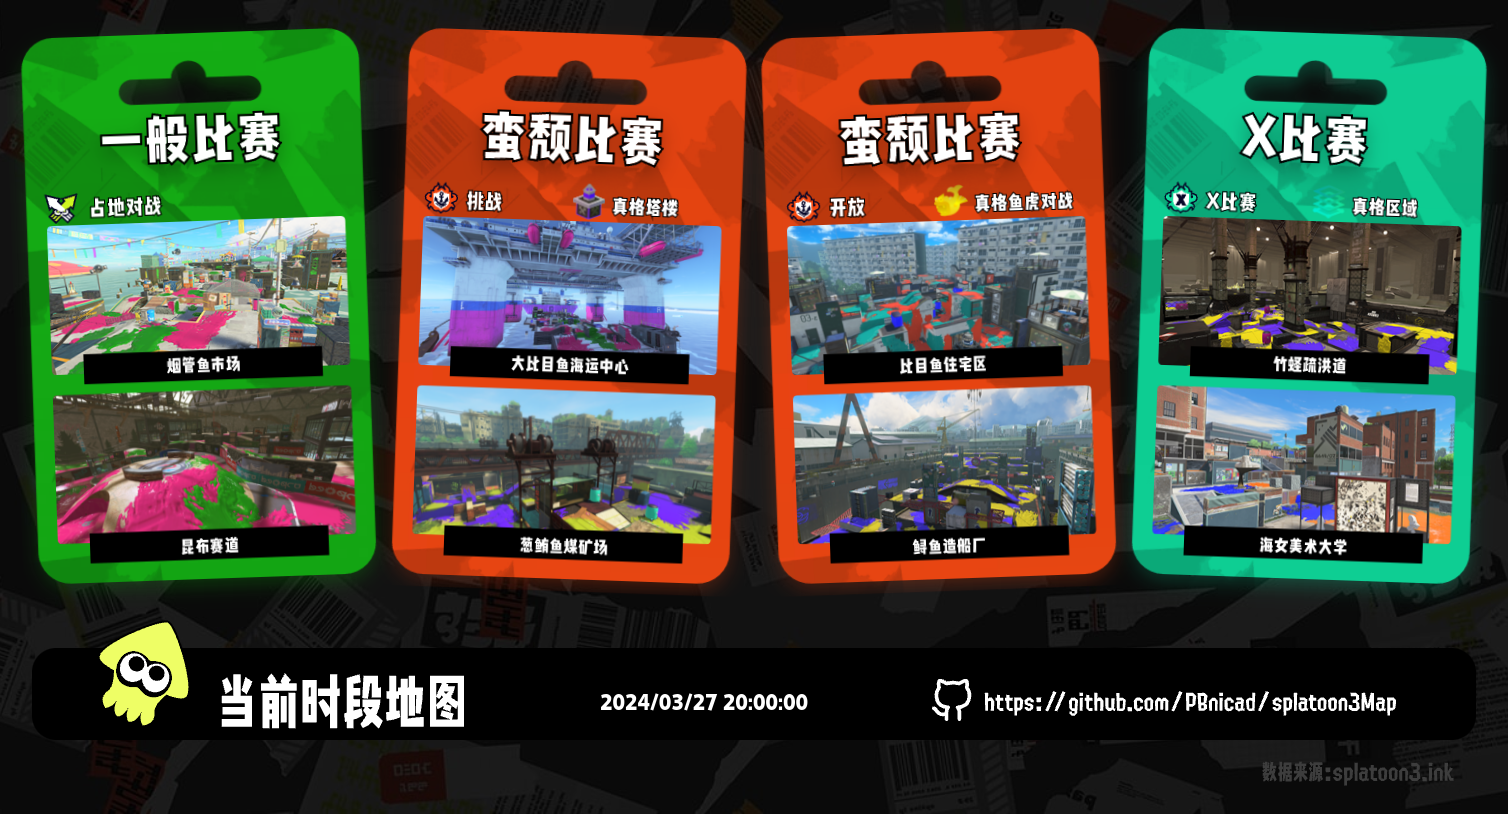 一般比赛
占地对战
烟管鱼市场
昆布赛道
蛮颓比赛
挑战
真格塔楼
大比目鱼海运中心
葱鲔鱼煤矿场
蛮颓比赛
开放
真格鱼虎对战
比目鱼住宅区
鲟鱼造船厂
X比赛
X比赛
真格区域
竹蛏疏洪道
海女美术大学
当前时段地图
2024/03/27 20:00:00
https://github.com/PBnicad/splatoon3Map
数据来源:splatoon3.ink